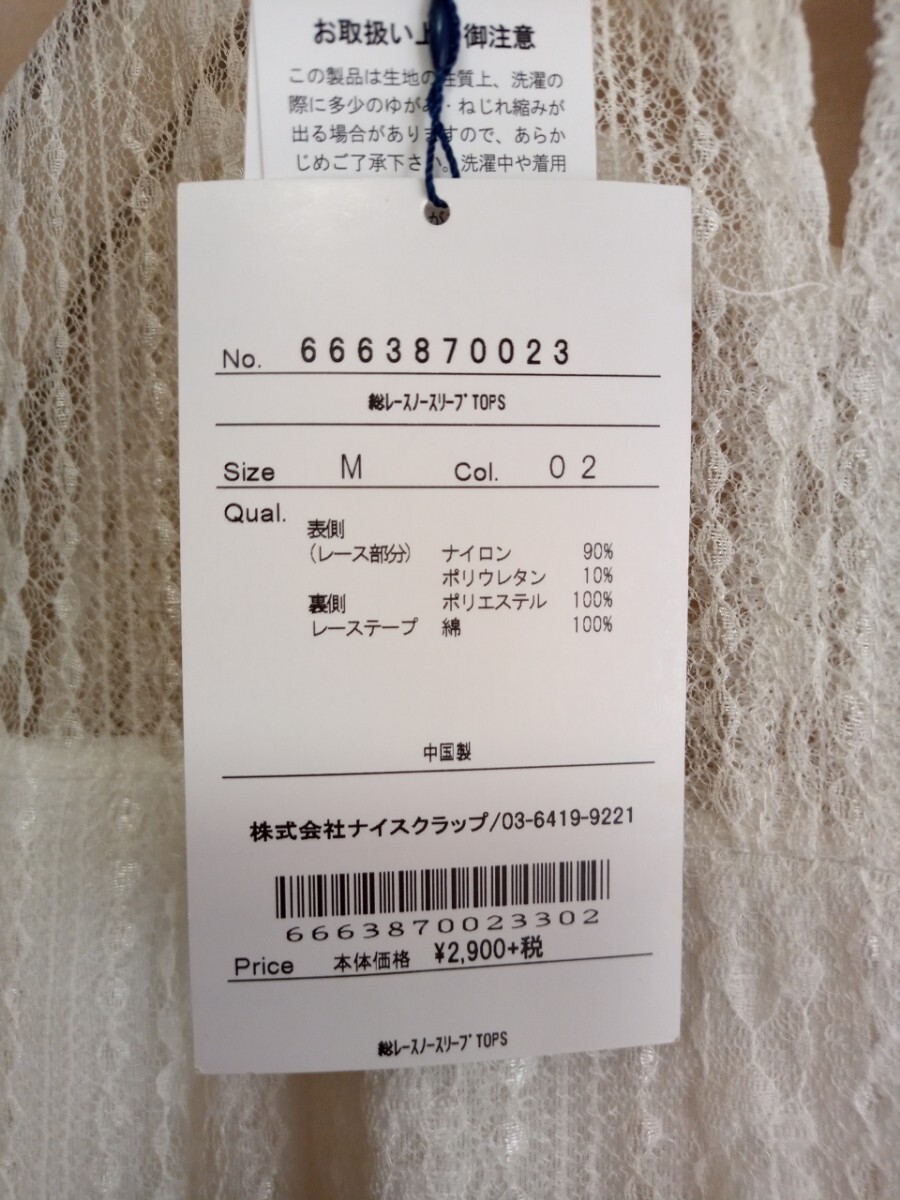 お取扱い上 御注意
この製品は生地の性質上、洗濯の
際に多少のゆがみ・ねじれ縮みが
出る場合がありますので、あらか
じめご了承下さい。洗濯中や着用
が
No. 6663870023
総レースノースリーブTOPS
Size M Col. 02
Qual.
表側
(レース部分) ナイロン 90%
ポリウレタン 10%
裏側 ポリエステル 100%
レーステープ 綿 100%
中国製
株式会社ナイスクラップ/03-6419-9221
6663870023302
Price 本体価格 ¥2,900+税
総レースノースリーブTOPS